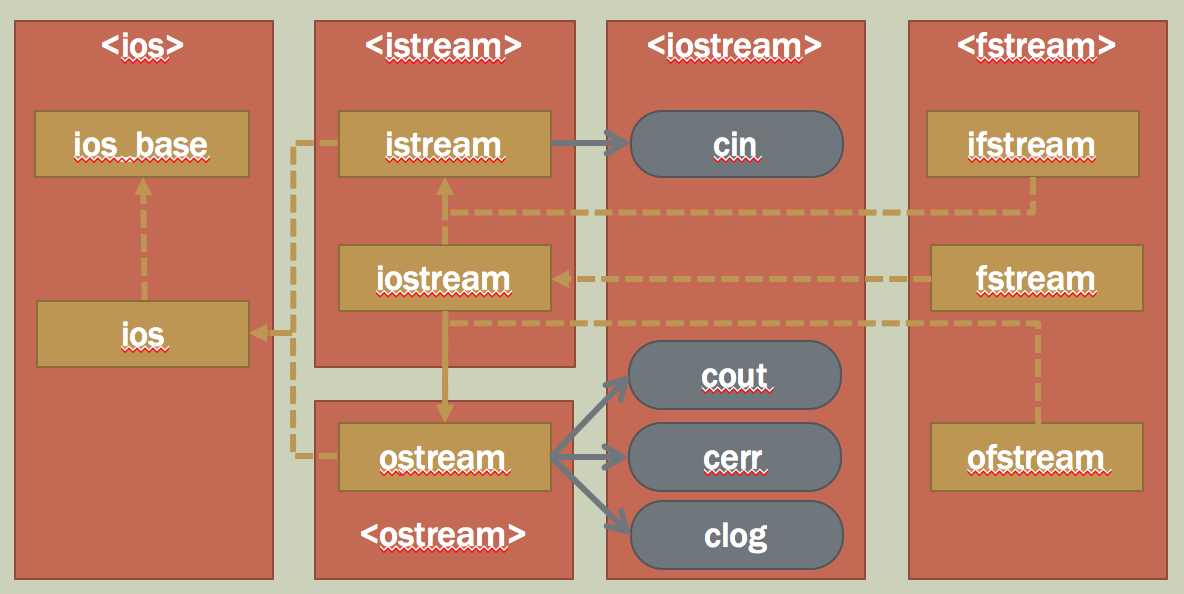 <ios>
ios_base
ios
<istream>
istream
iostream
ostream
<ostream>
<iostream>
cin
cout
cerr
clog
<fstream>
ifstream
fstream
ofstream